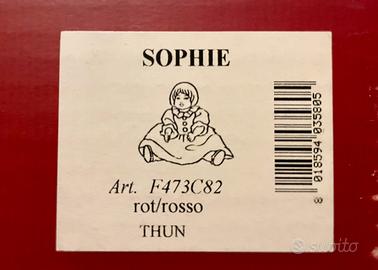 SOPHIE
Art. F473C82
rot/rosso
THUN
8 018594 035805
subito